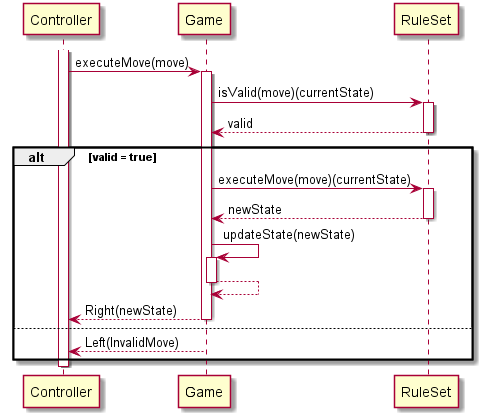 Controller Game RuleSet
executeMove(move)
isValid(move)(currentState)
valid
alt [valid = true]
executeMove(move)(currentState)
newState
updateState(newState)
Right(newState)
Left(InvalidMove)
Controller Game RuleSet